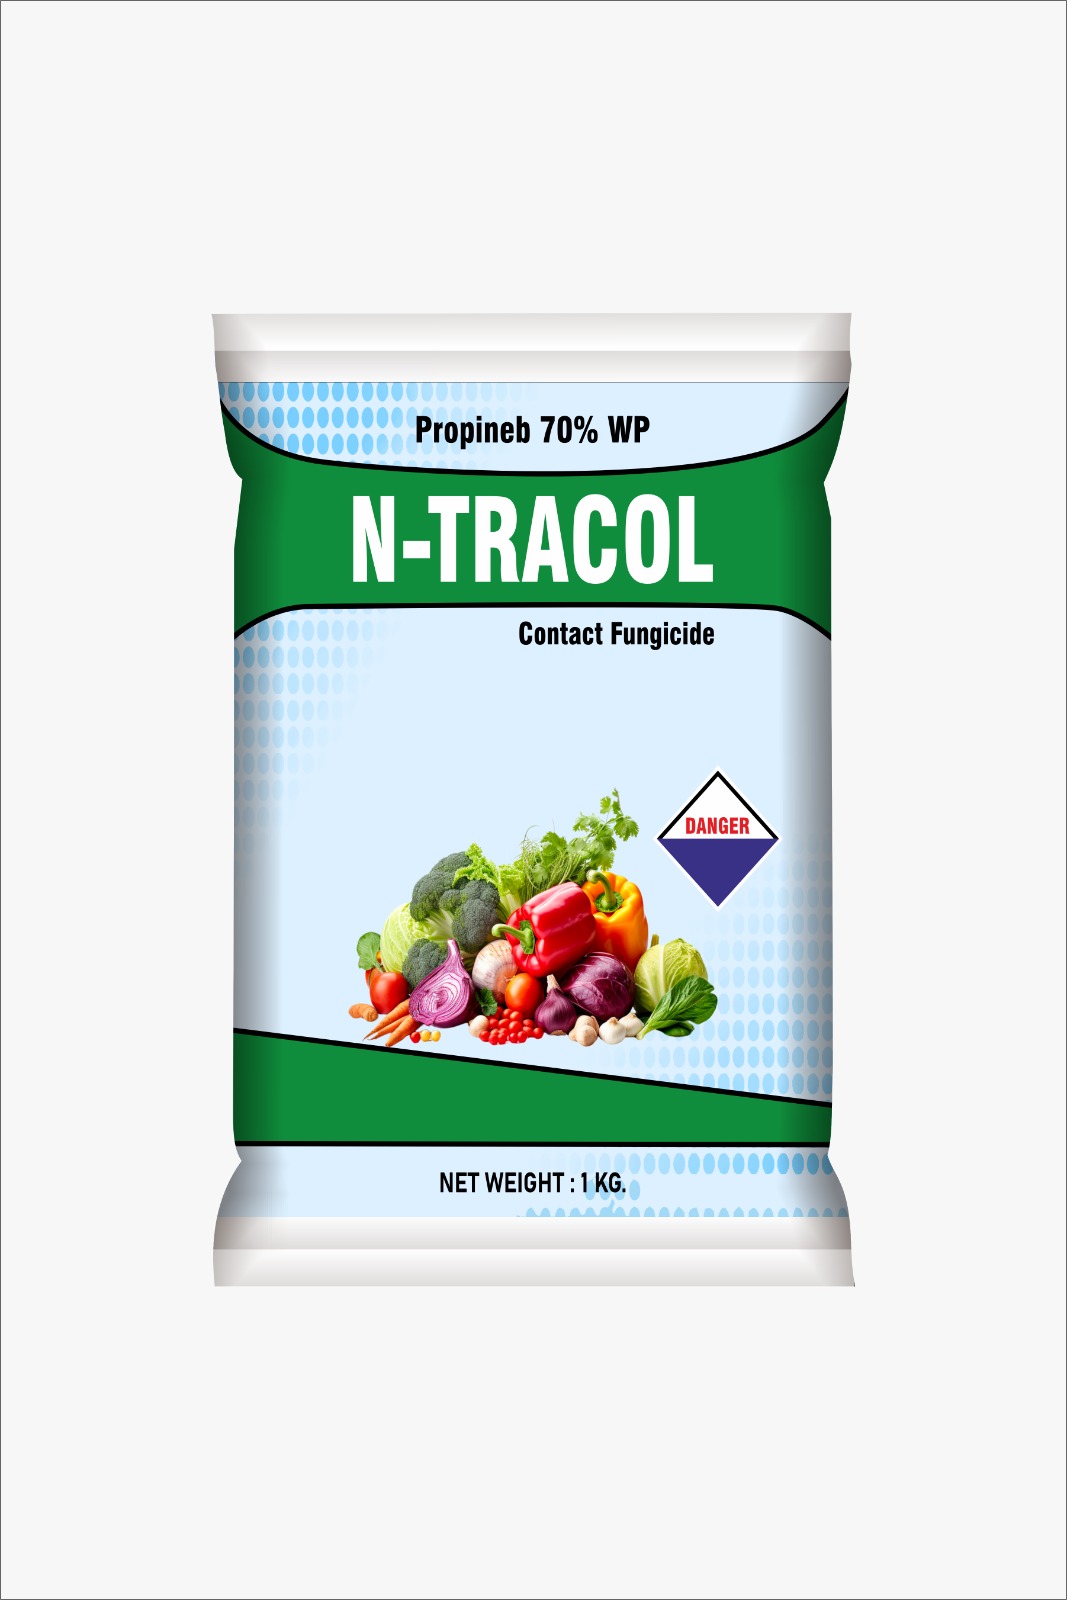 Propineb 70% WP
N-TRACOL
Contact Fungicide
DANGER
NET WEIGHT : 1 KG.